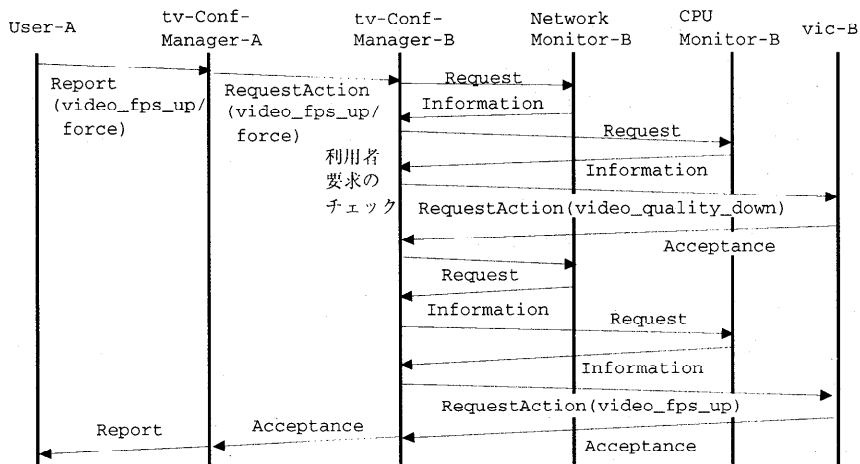 User-A
tv-Conf-
Manager-A
tv-Conf-
Manager-B
Network
Monitor-B
CPU
Monitor-B
vic-B
Report
(video_fps_up/
force)
RequestAction
(video_fps_up/
force)
Request
Information
Request
Information
利用者
要求の
チェック
RequestAction(video_quality_down)
Acceptance
Request
Information
Request
Information
RequestAction(video_fps_up)
Acceptance
Acceptance
Report